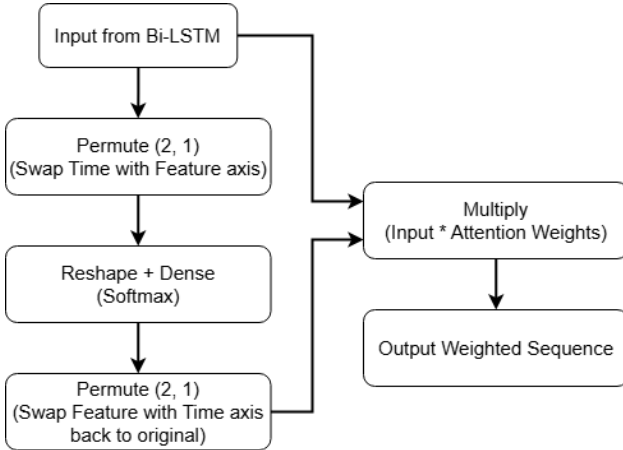 Input from Bi-LSTM
Permute (2, 1)
(Swap Time with Feature axis)
Reshape + Dense
(Softmax)
Permute (2, 1)
(Swap Feature with Time axis
back to original)
Multiply
(Input * Attention Weights)
Output Weighted Sequence